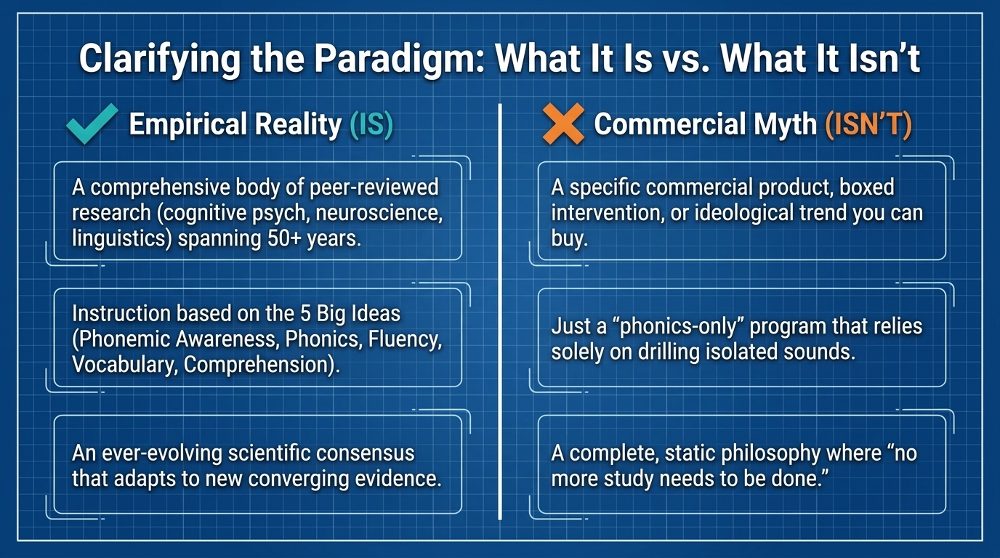 Clarifying the Paradigm: What It Is vs. What It Isn’t
Empirical Reality (IS)
A comprehensive body of peer-reviewed
research (cognitive psych, neuroscience,
linguistics) spanning 50+ years.
Instruction based on the 5 Big Ideas
(Phonemic Awareness, Phonics, Fluency,
Vocabulary, Comprehension).
An ever-evolving scientific consensus
that adapts to new converging evidence.
Commercial Myth (ISN’T)
A specific commercial product, boxed
intervention, or ideological trend you can
buy.
Just a “phonics-only” program that relies
solely on drilling isolated sounds.
A complete, static philosophy where “no
more study needs to be done.”